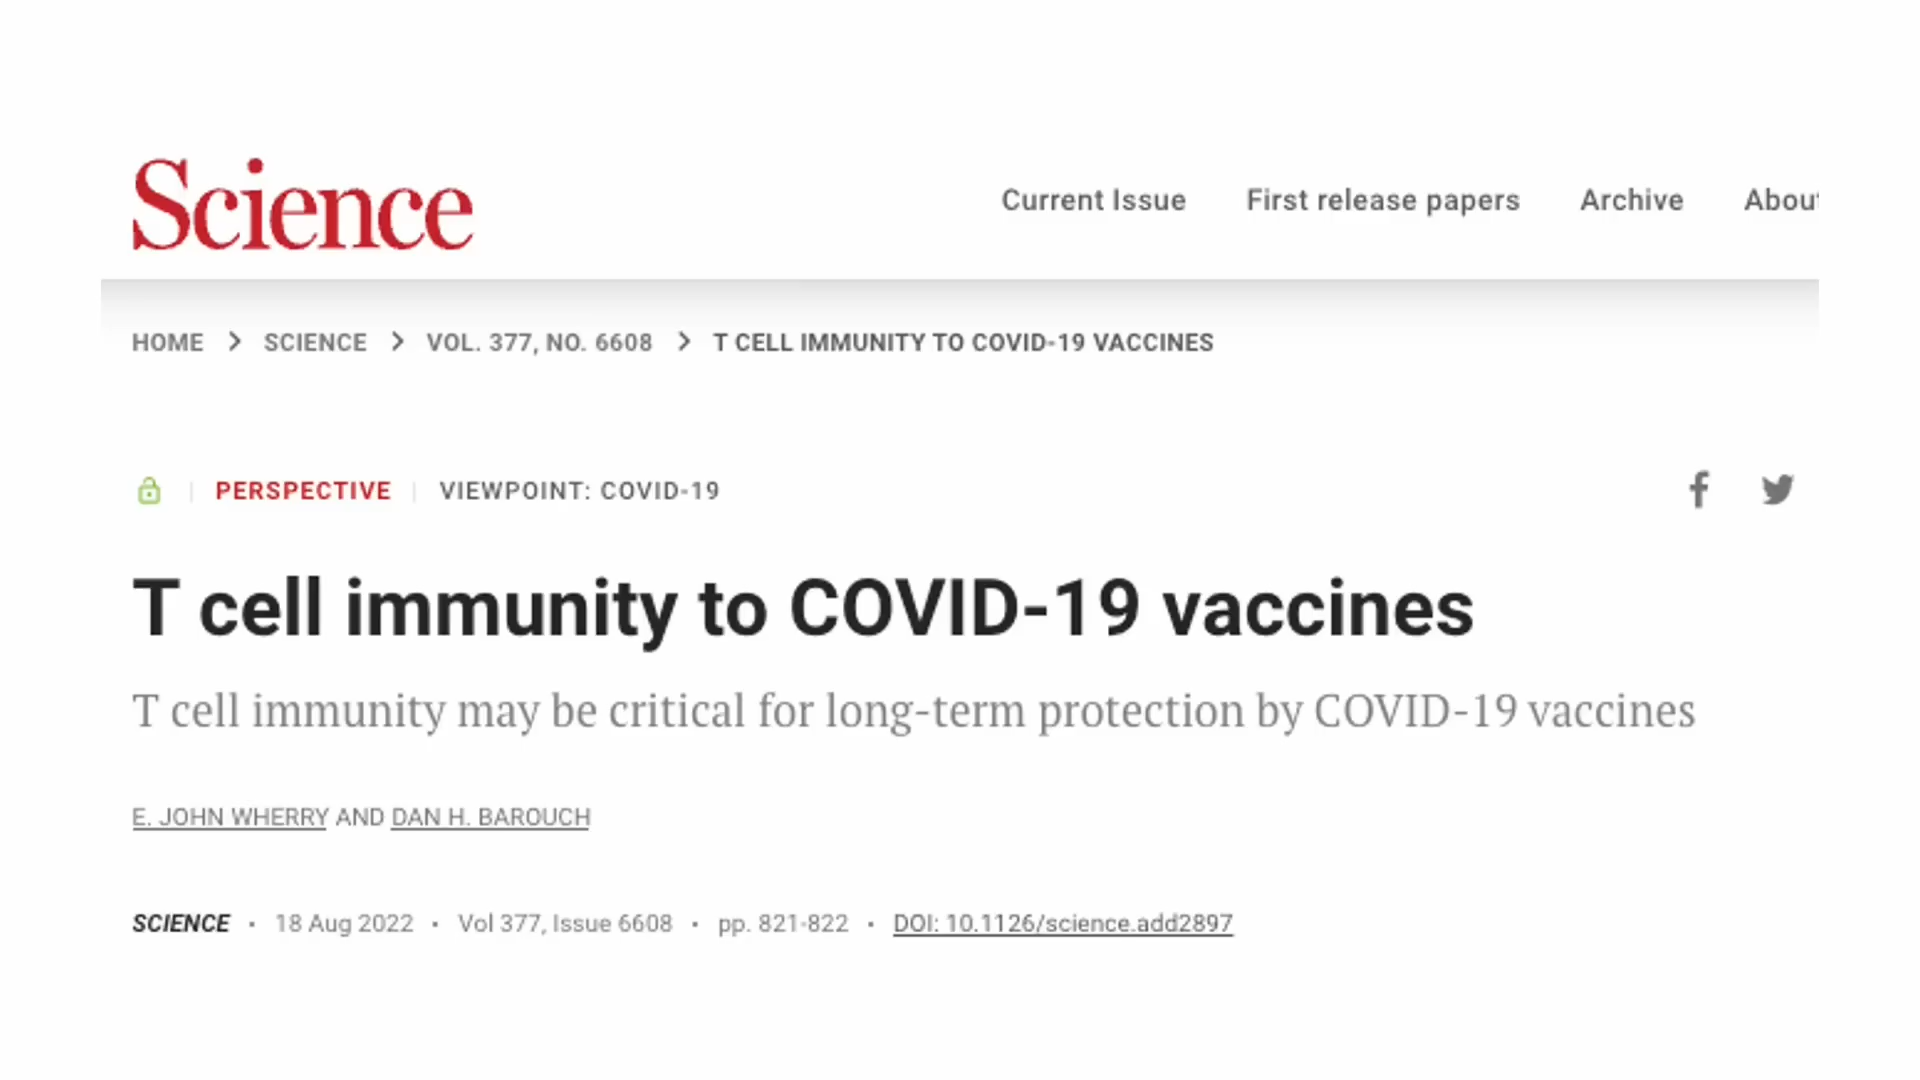 Science
Current Issue First release papers Archive Abou
HOME > SCIENCE > VOL. 377, NO. 6608 > T CELL IMMUNITY TO COVID-19 VACCINES
PERSPECTIVE | VIEWPOINT: COVID-19
T cell immunity to COVID-19 vaccines
T cell immunity may be critical for long-term protection by COVID-19 vaccines
E. JOHN WHERRY AND DAN H. BAROUCH
SCIENCE · 18 Aug 2022 · Vol 377, Issue 6608 · pp. 821-822 · DOI: 10.1126/science.add2897